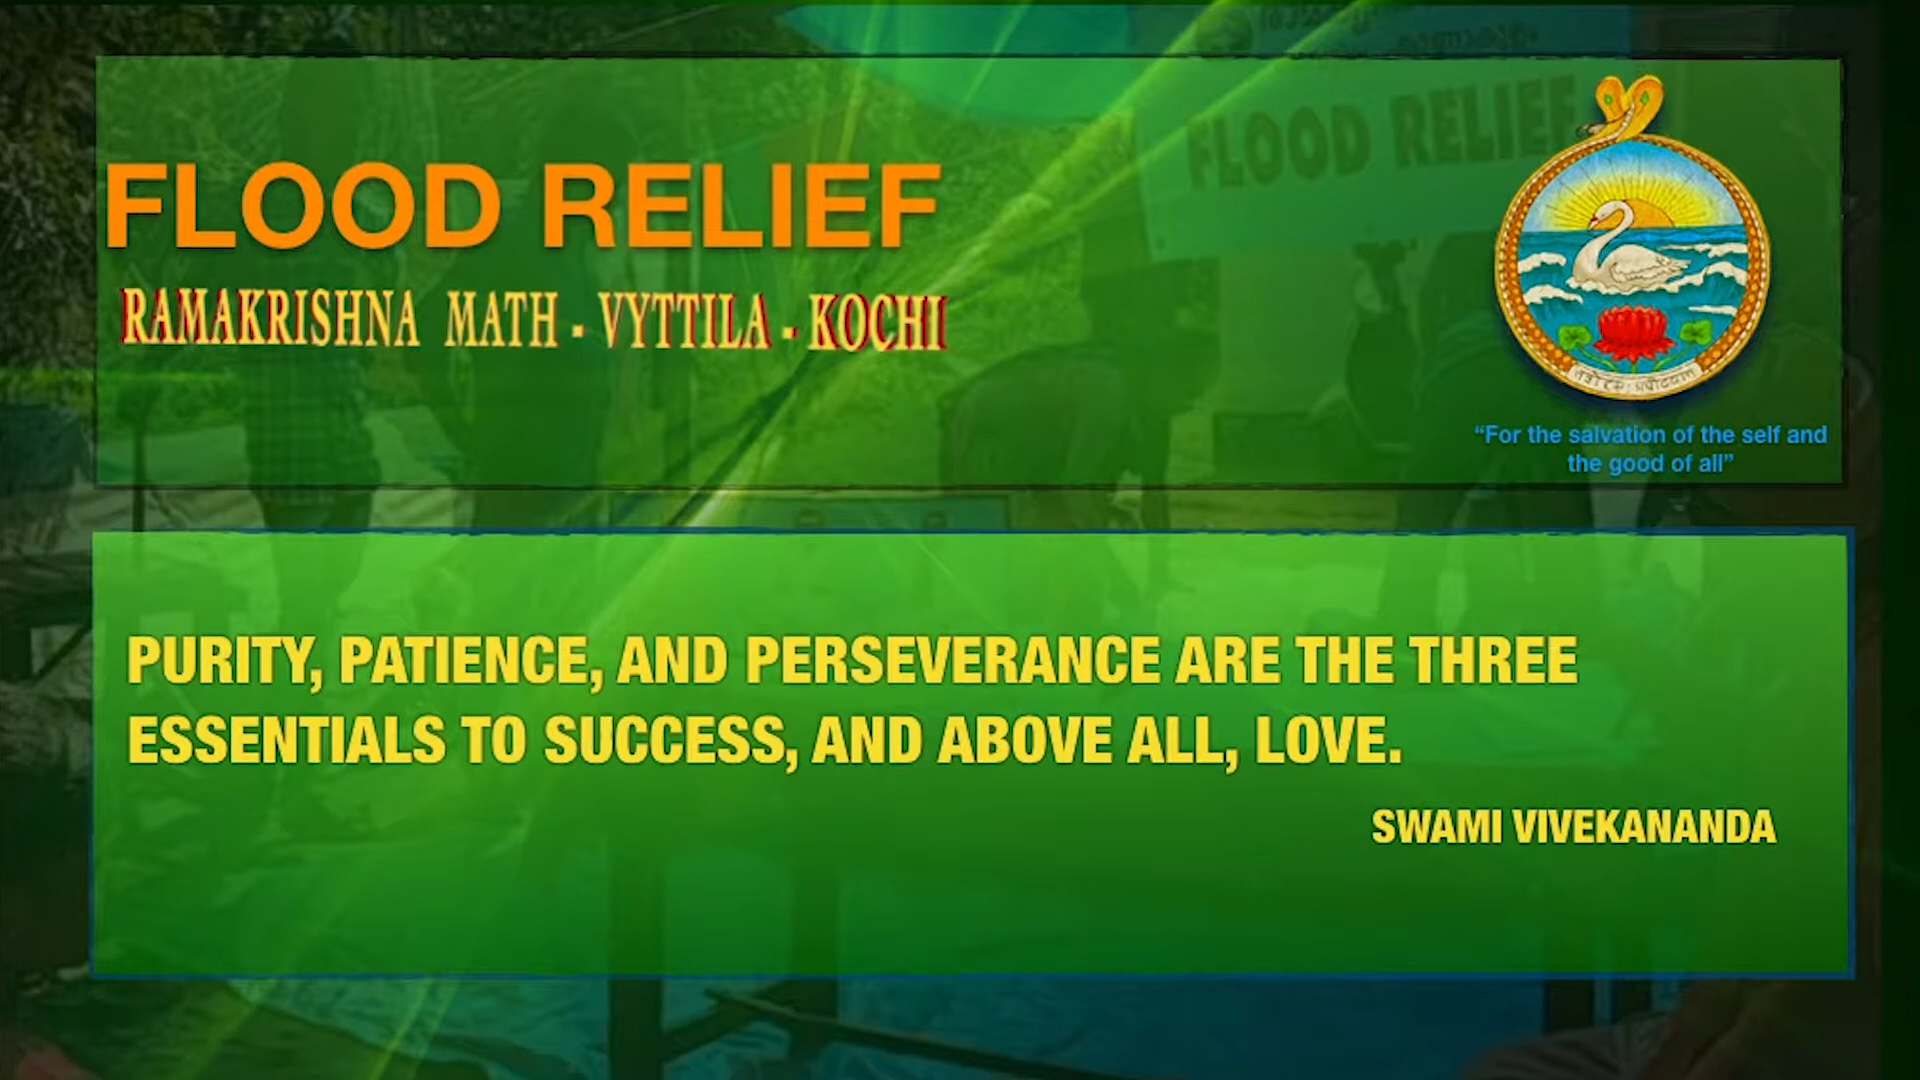 FLOOD RELIEF
FLOOD RELIEF
RAMAKRISHNA MATH - VYTTILA - KOCHI
“For the salvation of the self and
the good of all”
PURITY, PATIENCE, AND PERSEVERANCE ARE THE THREE
ESSENTIALS TO SUCCESS, AND ABOVE ALL, LOVE.
SWAMI VIVEKANANDA